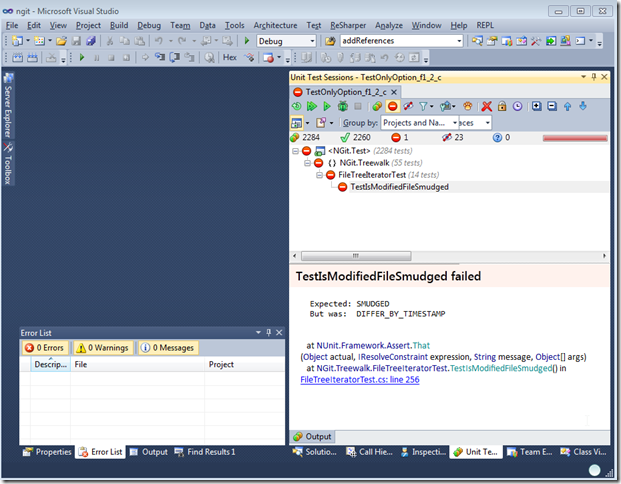 ngit - Microsoft Visual Studio
File Edit View Project Build Debug Team Data Tools Architecture Test ReSharper Analyze Window Help REPL
Debug addReferences
Hex
Server Explorer
Toolbox
Unit Test Sessions - TestOnlyOption_f1_2_c
TestOnlyOption_f1_2_c
Group by: Projects and Na... aces
2284 2260 1 23 0
<NGit.Test> (2284 tests)
{ } NGit.Treewalk (55 tests)
FileTreeIteratorTest (14 tests)
TestIsModifiedFileSmudged
TestIsModifiedFileSmudged failed
Expected: SMUDGED
But was: DIFFER_BY_TIMESTAMP
at NUnit.Framework.Assert.That
(Object actual, IResolveConstraint expression, String message, Object[] args)
at NGit.Treewalk.FileTreeIteratorTest.TestIsModifiedFileSmudged() in
FileTreeIteratorTest.cs: line 256
Output
Error List
0 Errors 0 Warnings 0 Messages
Descrip... File Project
Properties Error List Output Find Results 1
Solutio... Call Hie... Inspecti... Unit Te... Team E... Class Vi...